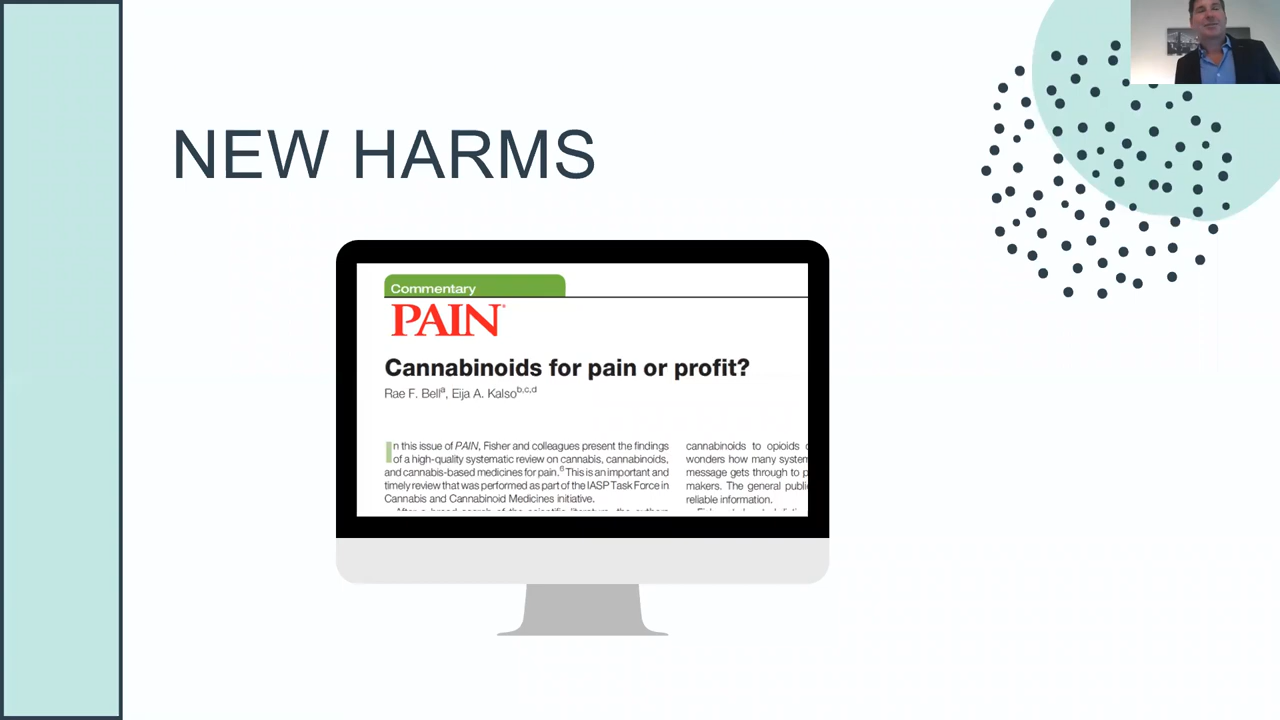 NEW HARMS
Commentary
PAIN®
Cannabinoids for pain or profit?
Rae F. Bellᵃ, Eija A. Kalsoᵇ,ᶜ,ᵈ
In this issue of PAIN, Fisher and colleagues present the findings
of a high-quality systematic review on cannabis, cannabinoids,
and cannabis-based medicines for pain.⁶ This is an important and
timely review that was performed as part of the IASP Task Force in
Cannabis and Cannabinoid Medicines initiative.
cannabinoids to opioids
wonders how many system
message gets through to p
makers. The general publi
reliable information.